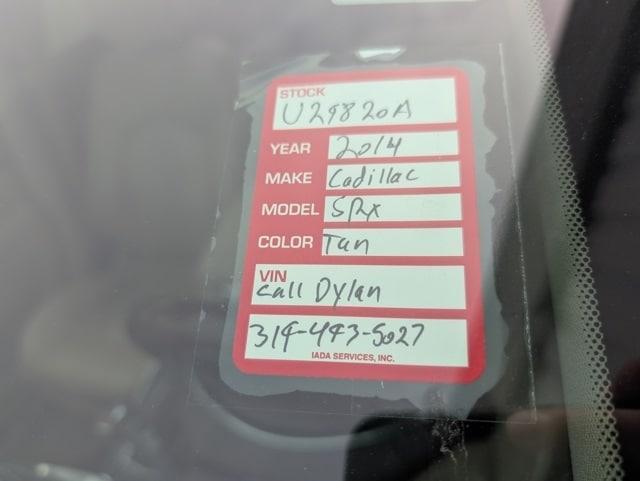 STOCK
U29820A
YEAR 2014
MAKE Cadillac
MODEL SRX
COLOR Tan
VIN
call Dylan
314-443-5027
IADA SERVICES, INC.